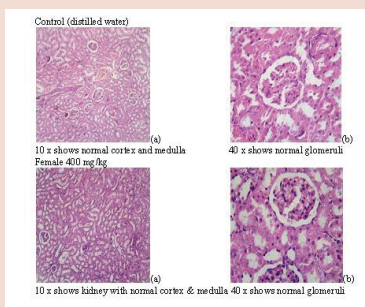 Control (distilled water)
(a) (b)
10 x shows normal cortex and medulla 40 x shows normal glomeruli
Female 400 mg/kg
(a) (b)
10 x shows kidney with normal cortex & medulla 40 x shows normal glomeruli